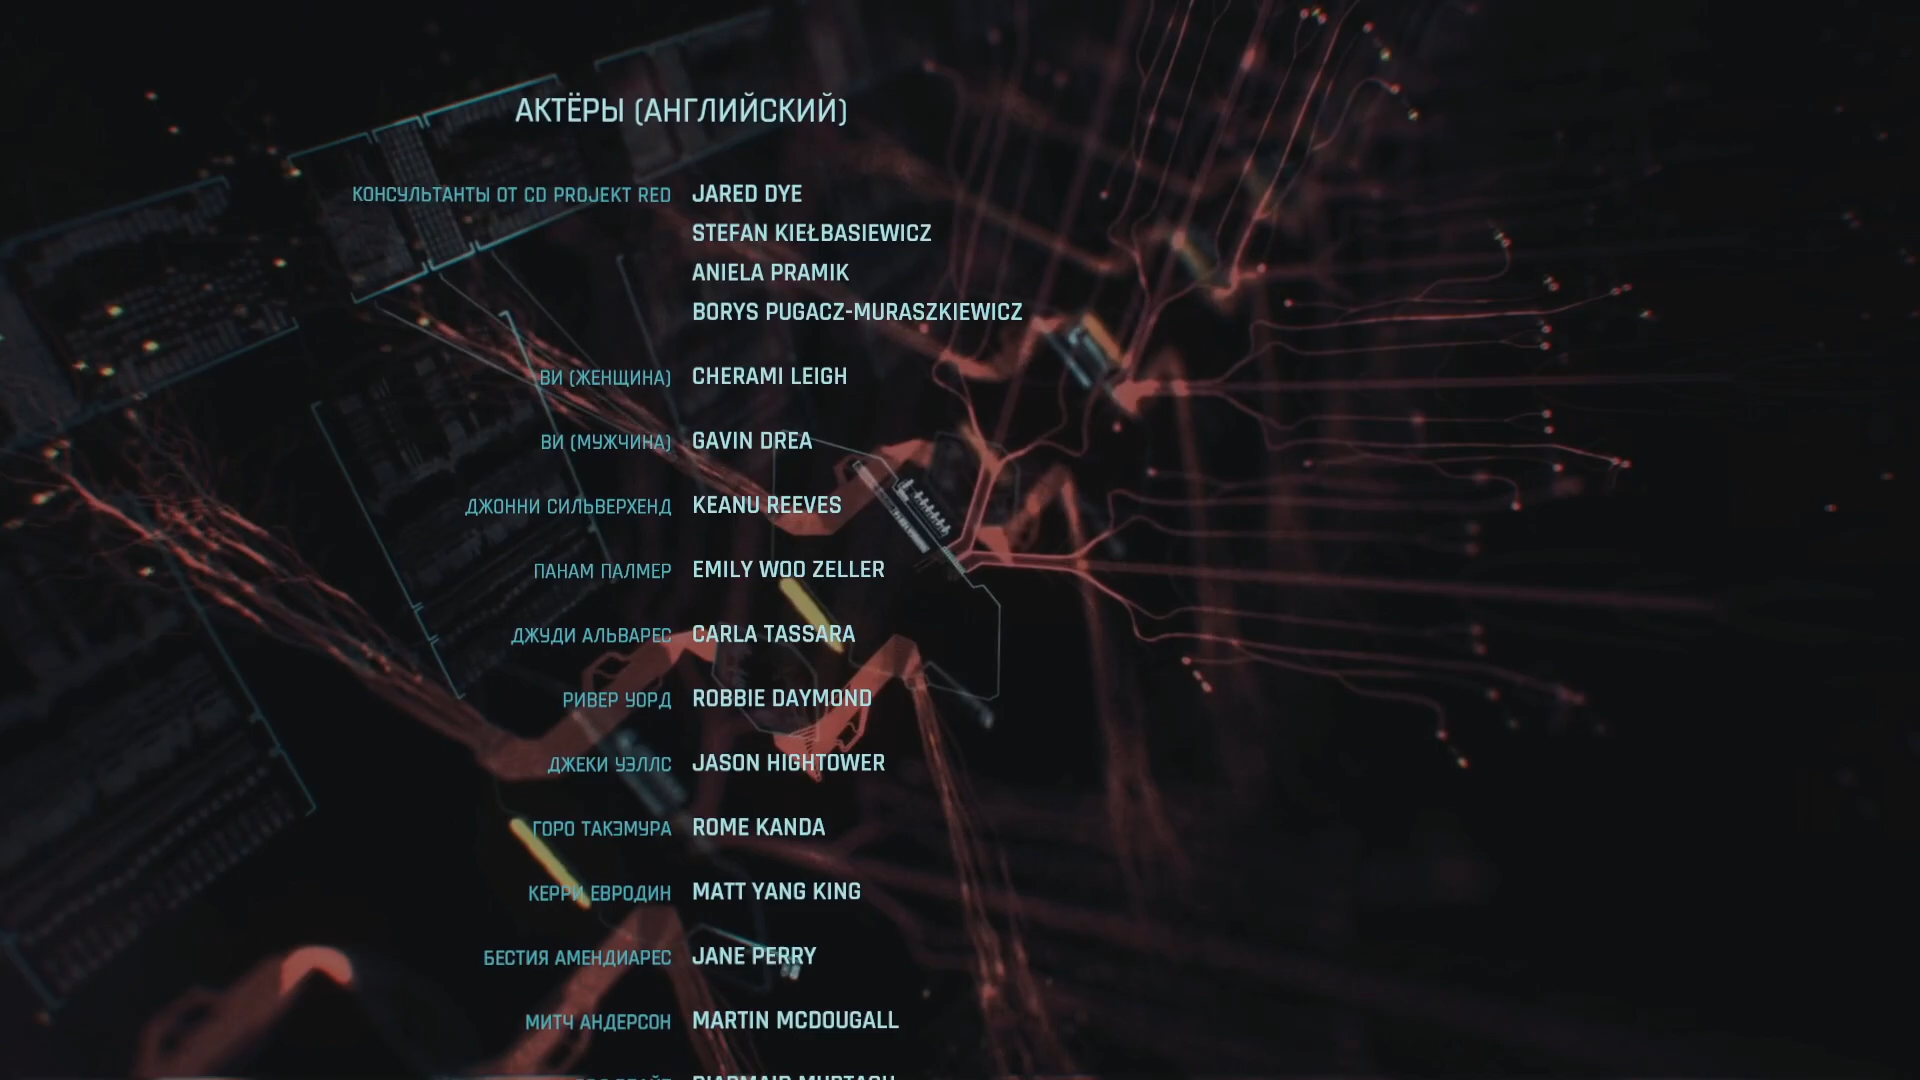 АКТЁРЫ (АНГЛИЙСКИЙ)
КОНСУЛЬТАНТЫ ОТ CD PROJEKT RED JARED DYE
STEFAN KIEŁBASIEWICZ
ANIELA PRAMIK
BORYS PUGACZ-MURASZKIEWICZ
ВИ (ЖЕНЩИНА) CHERAMI LEIGH
ВИ (МУЖЧИНА) GAVIN DREA
ДЖОННИ СИЛЬВЕРХЕНД KEANU REEVES
ПАНАМ ПАЛМЕР EMILY WOO ZELLER
ДЖУДИ АЛЬВАРЕС CARLA TASSARA
РИВЕР УОРД ROBBIE DAYMOND
ДЖЕКИ УЭЛЛС JASON HIGHTOWER
ГОРО ТАКЭМУРА ROME KANDA
КЕРРИ ЕВРОДИН MATT YANG KING
БЕСТИЯ АМЕНДИАРЕС JANE PERRY
МИТЧ АНДЕРСОН MARTIN MCDOUGALL